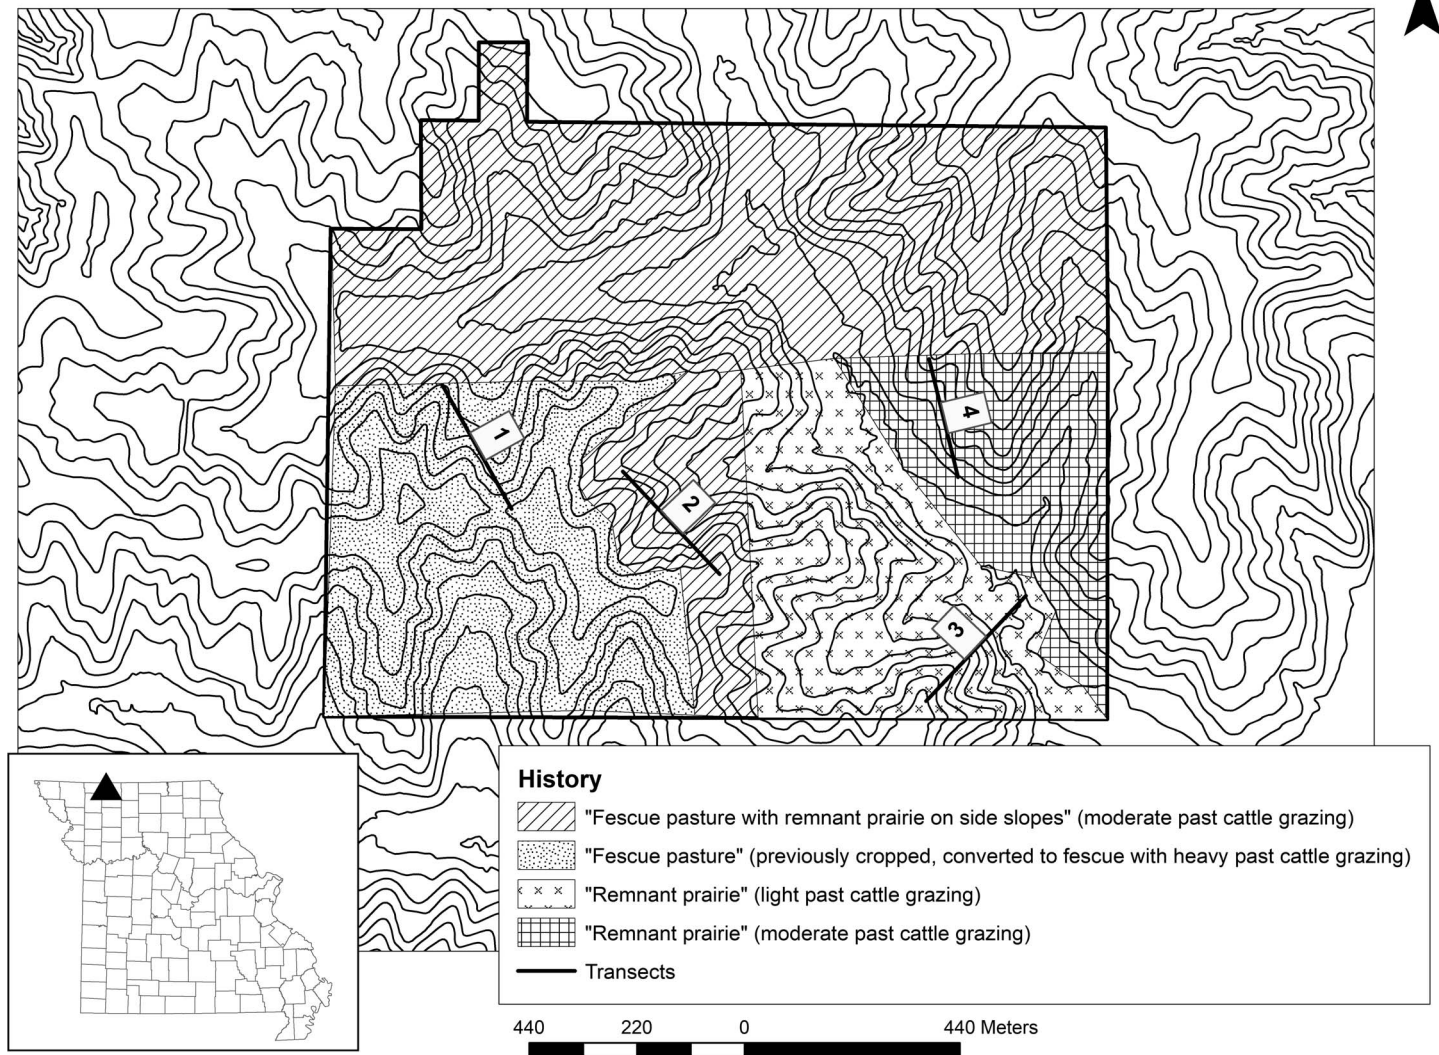 1
2
3
4
History
"Fescue pasture with remnant prairie on side slopes" (moderate past cattle grazing)
"Fescue pasture" (previously cropped, converted to fescue with heavy past cattle grazing)
"Remnant prairie" (light past cattle grazing)
"Remnant prairie" (moderate past cattle grazing)
Transects
440 220 0 440 Meters